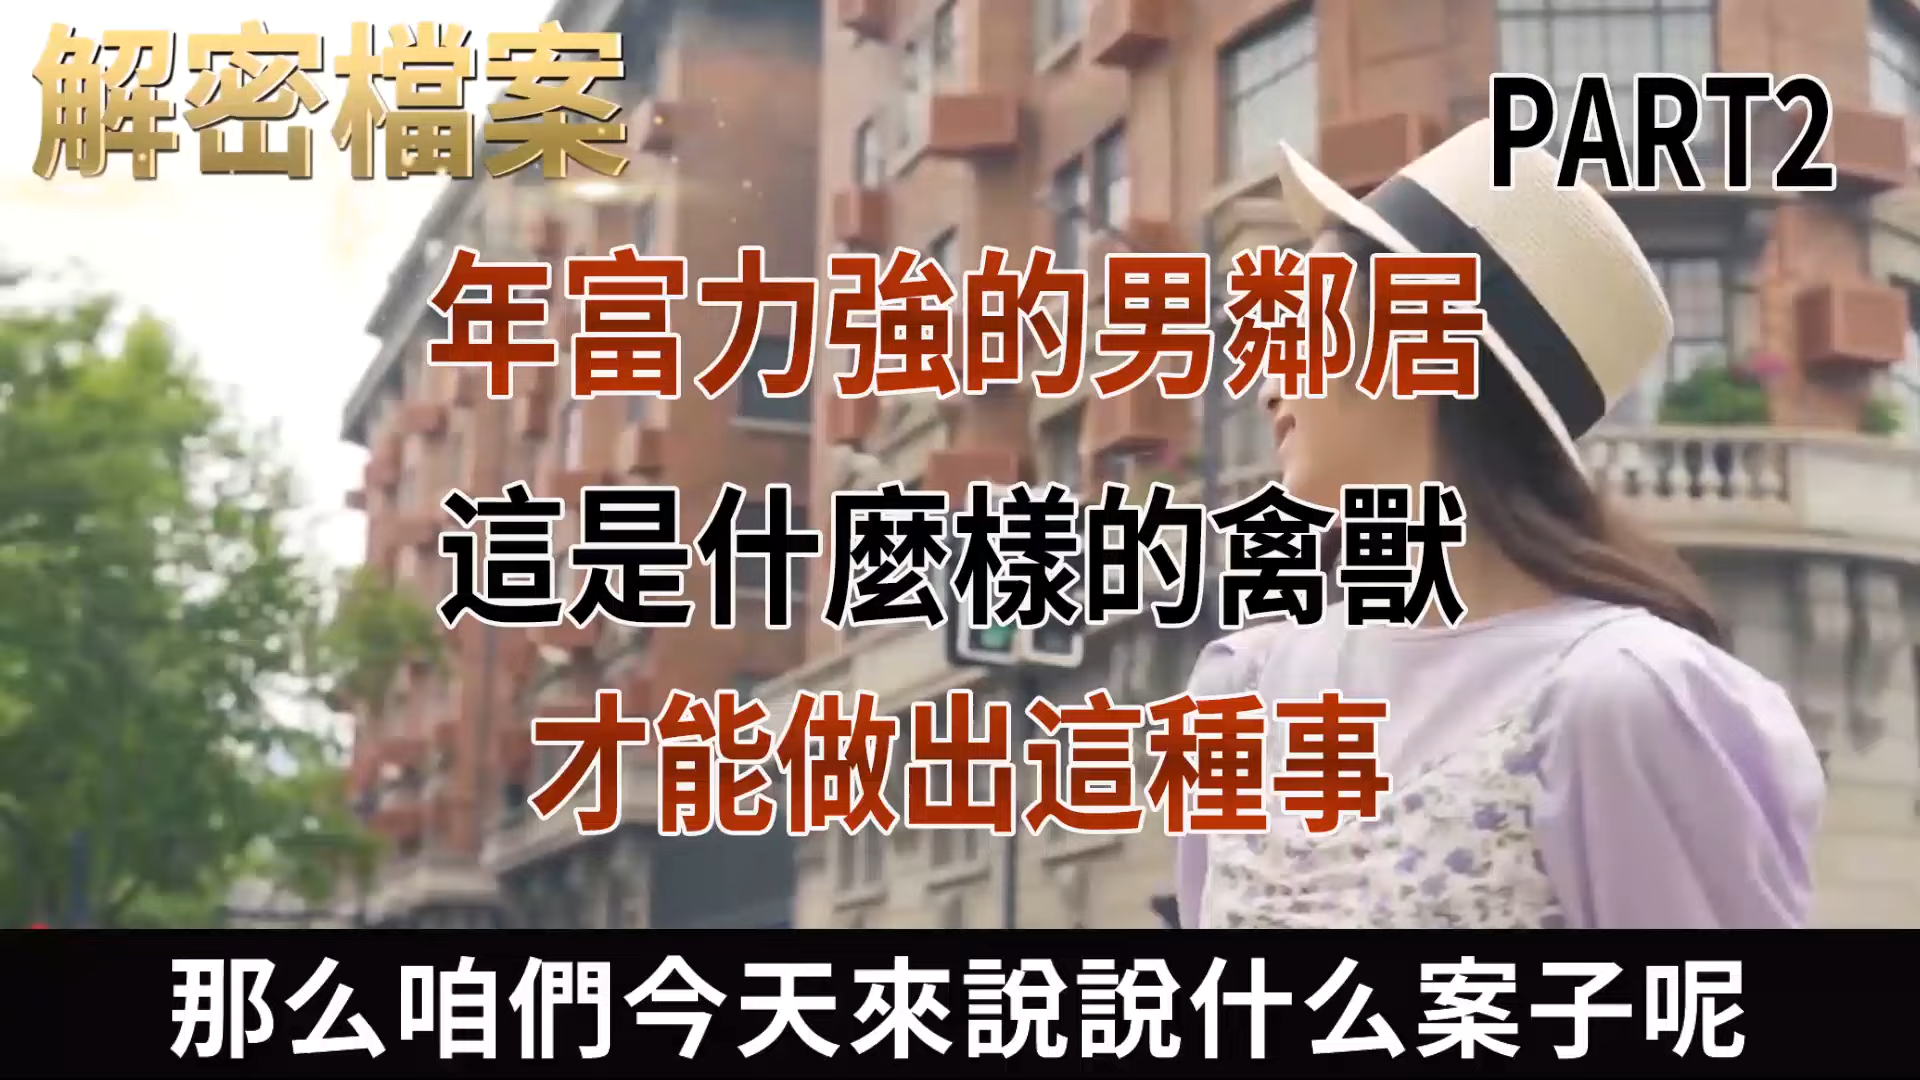 解密檔案
PART2
年富力強的男鄰居
這是什麼樣的禽獸
才能做出這種事
那么咱們今天來說說什么案子呢